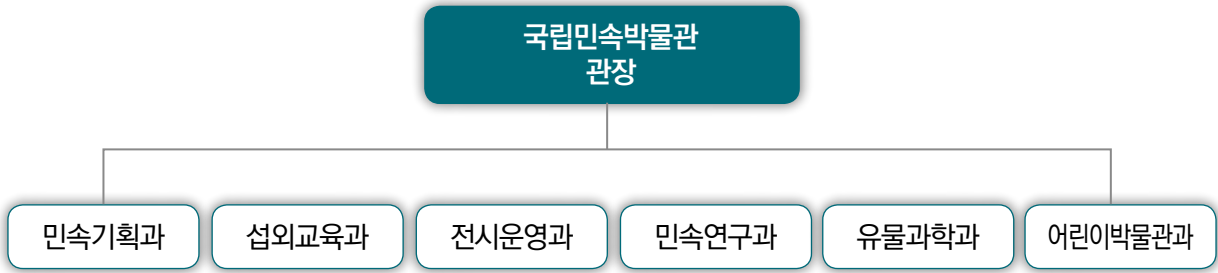 국립민속박물관
관장
민속기획과
섭외교육과
전시운영과
민속연구과
유물과학과
어린이박물관과